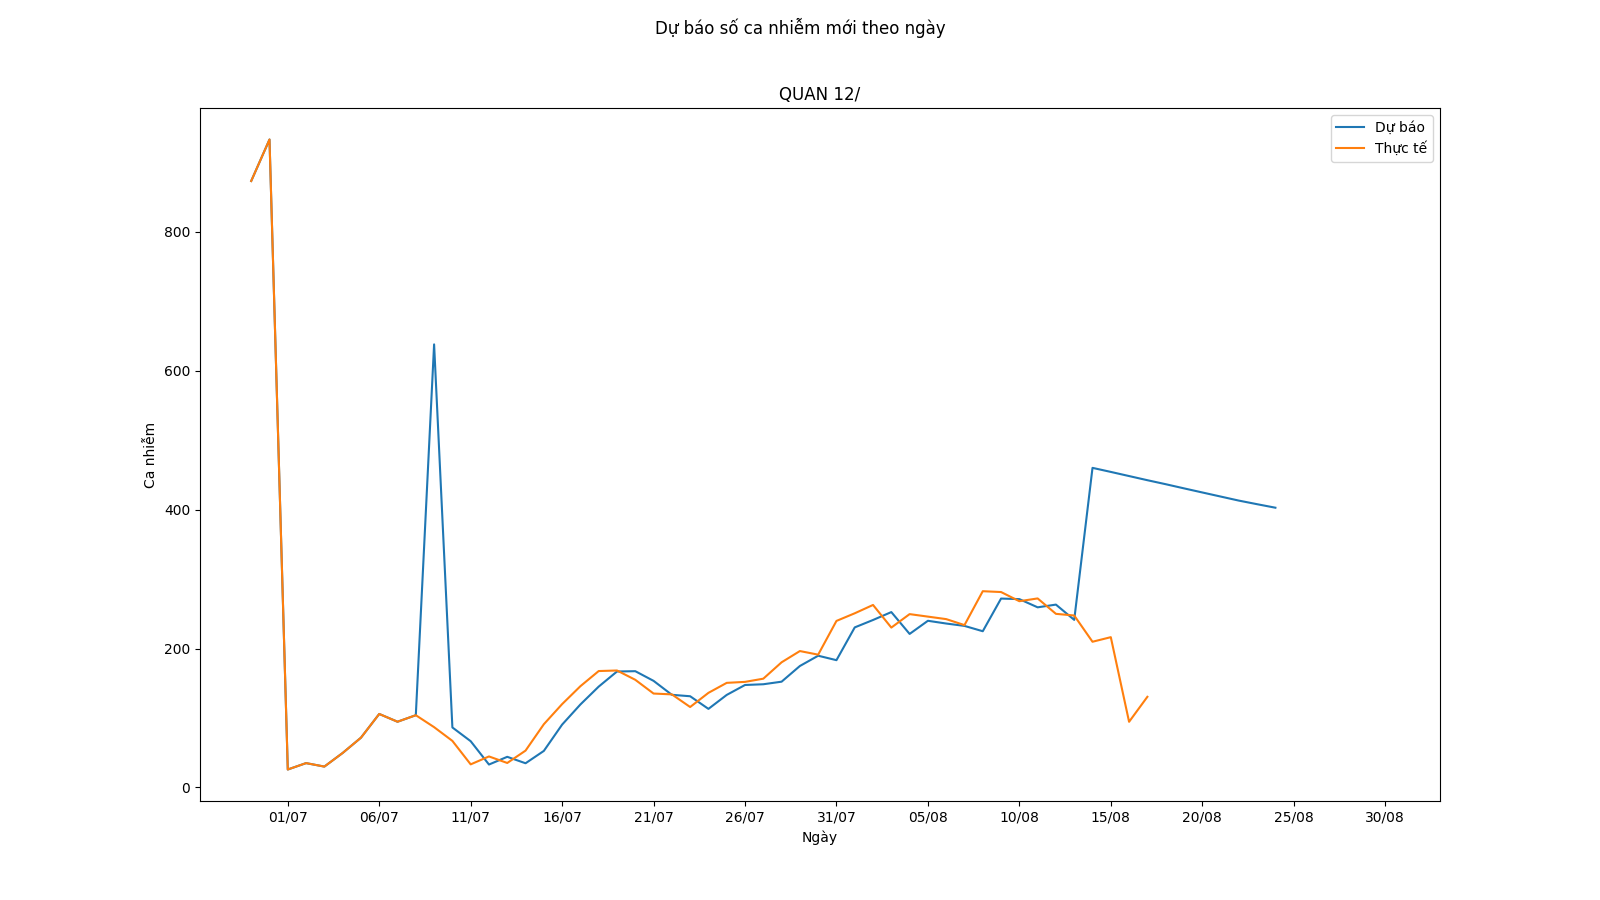 Dự báo số ca nhiễm mới theo ngày
QUAN 12/
Dự báo
Thực tế
800
600
400
200
0
Ca nhiễm
01/07 06/07 11/07 16/07 21/07 26/07 31/07 05/08 10/08 15/08 20/08 25/08 30/08
Ngày